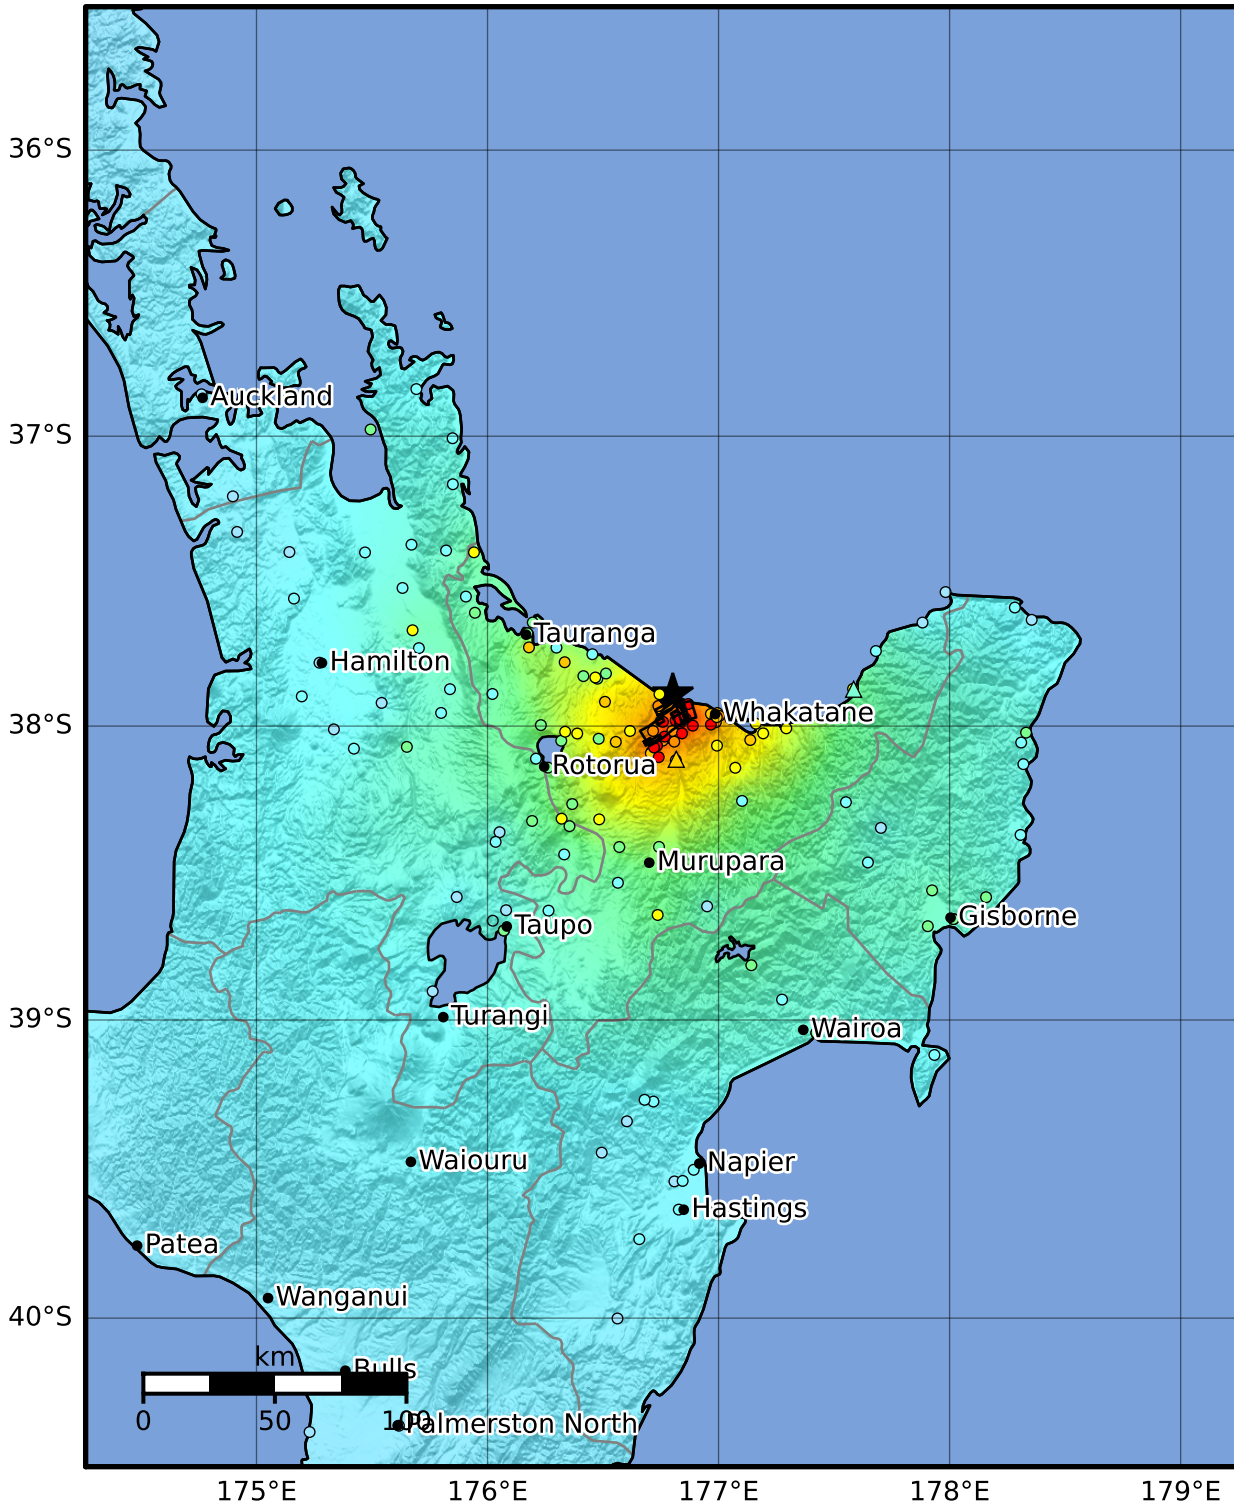 36°S
Auckland
37°S
Tauranga
Hamilton
Whakatane
38°S
Rotorua
Murupara
Gisborne
Taupo
39°S
Turangi
Wairoa
Waiouru
Napier
Hastings
Patea
Wanganui
40°S
km
Bulls
0 50 100
Palmerston North
175°E 176°E 177°E 178°E 179°E